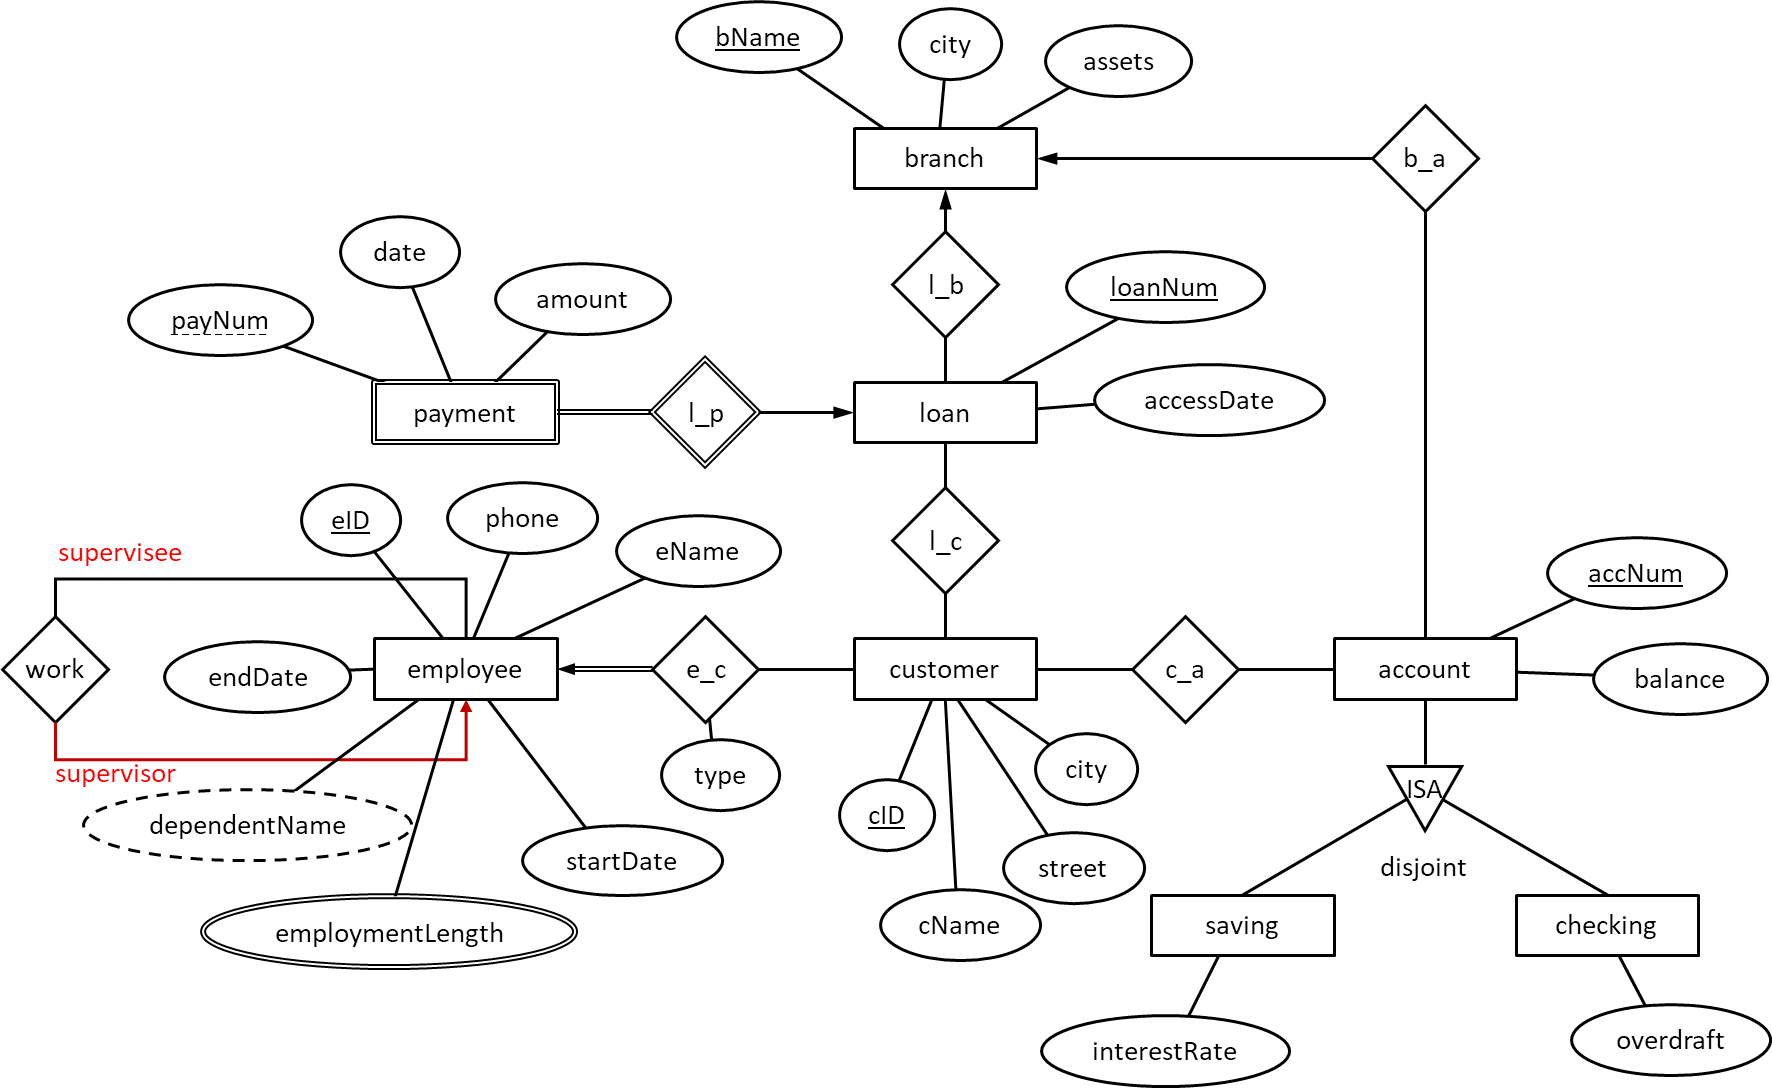 bName
city
assets
branch
b_a
date
amount
payNum
l_b
loanNum
accessDate
payment
l_p
loan
eID
phone
eName
supervisee
l_c
accNum
work
endDate
employee
e_c
customer
c_a
account
balance
supervisor
type
city
ISA
dependentName
cID
startDate
street
disjoint
employmentLength
cName
saving
checking
interestRate
overdraft